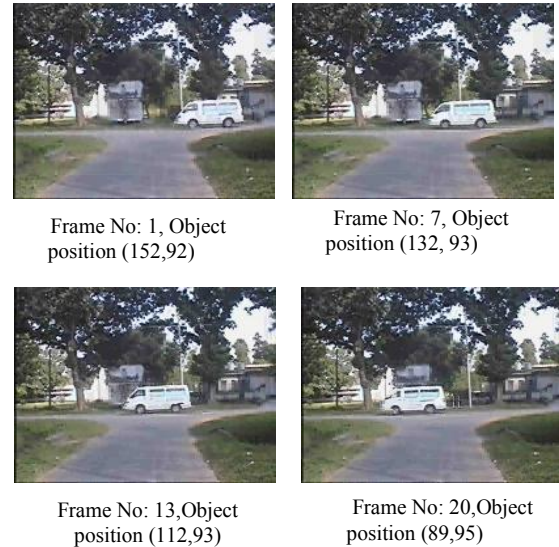 Frame No: 1, Object
position (152,92)
Frame No: 7, Object
position (132, 93)
Frame No: 13,Object
position (112,93)
Frame No: 20,Object
position (89,95)